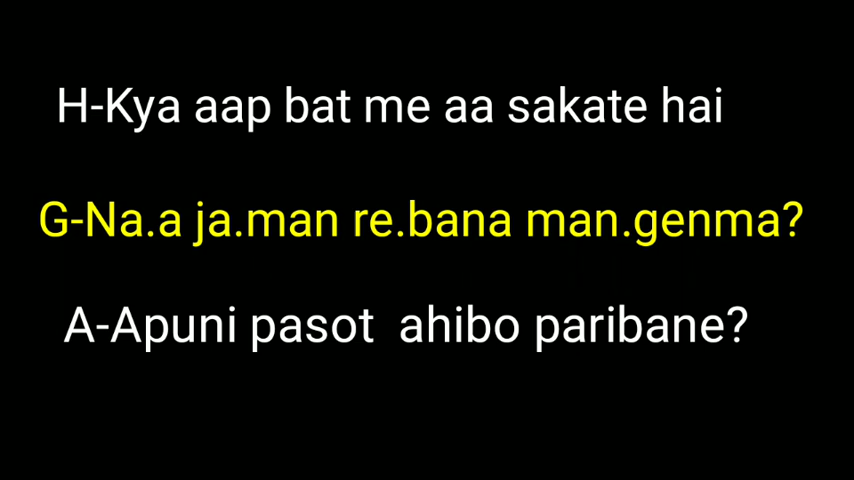 H-Kya aap bat me aa sakate hai
G-Na.a ja.man re.bana man.genma?
A-Apuni pasot ahibo paribane?